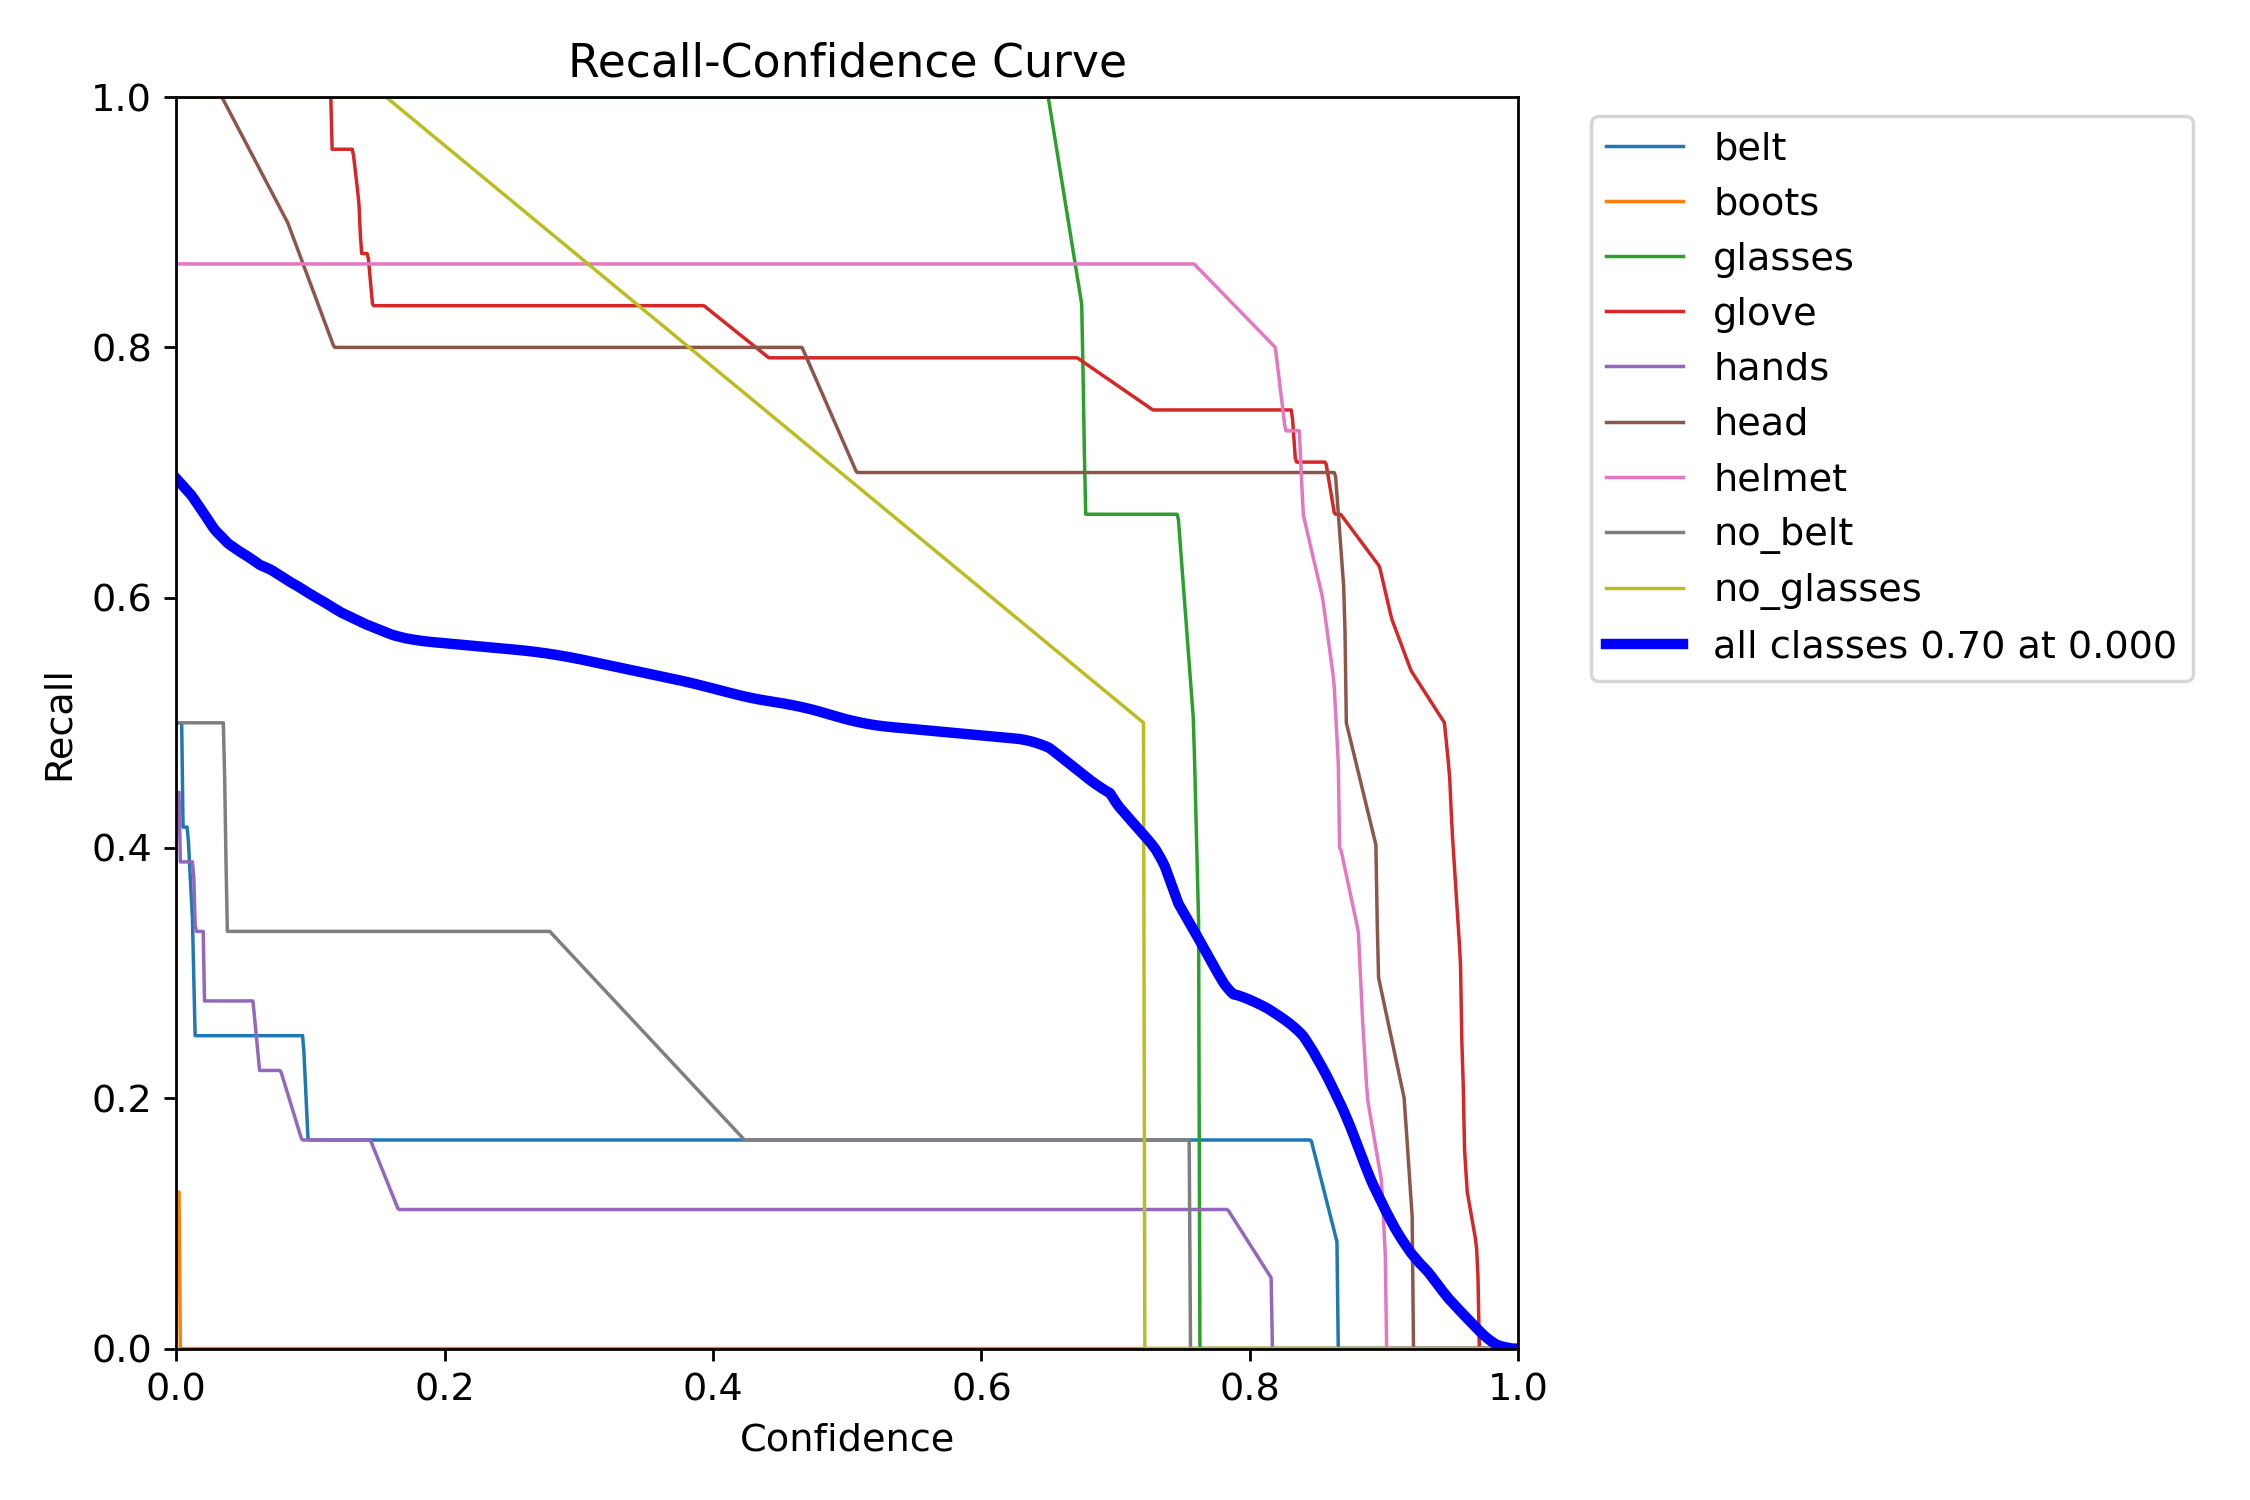 Recall-Confidence Curve
1.0
0.8
0.6
0.4
0.2
0.0
Recall
0.0 0.2 0.4 0.6 0.8 1.0
Confidence
belt
boots
glasses
glove
hands
head
helmet
no_belt
no_glasses
all classes 0.70 at 0.000